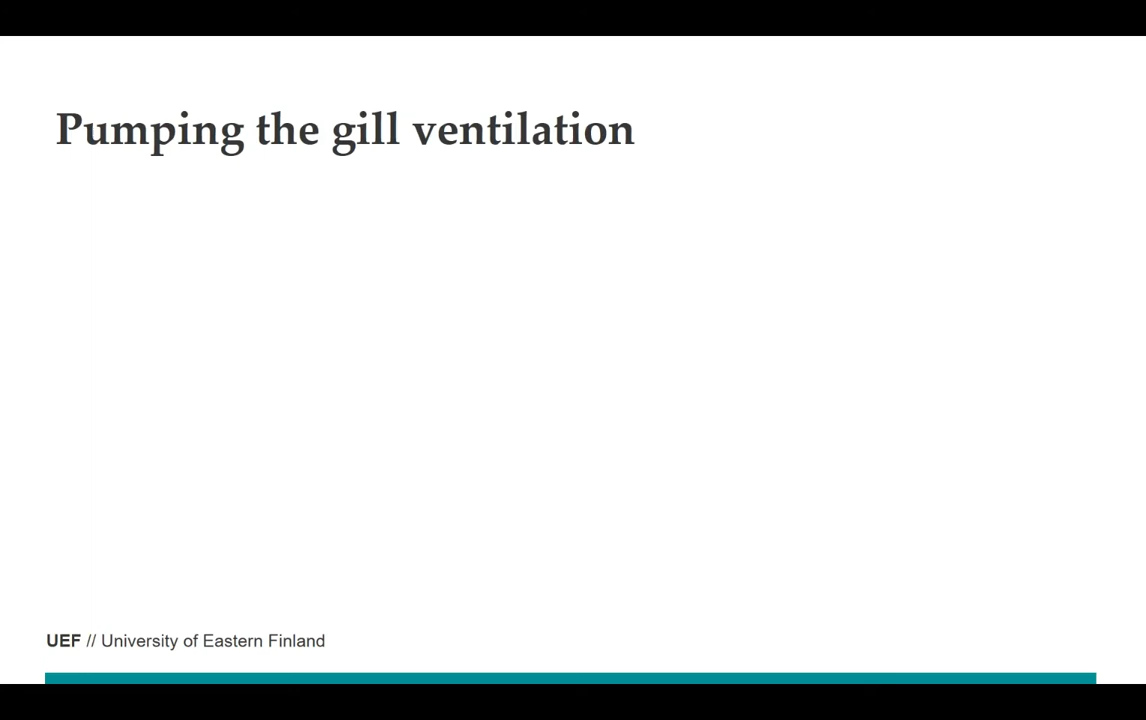 Pumping the gill ventilation
UEF // University of Eastern Finland